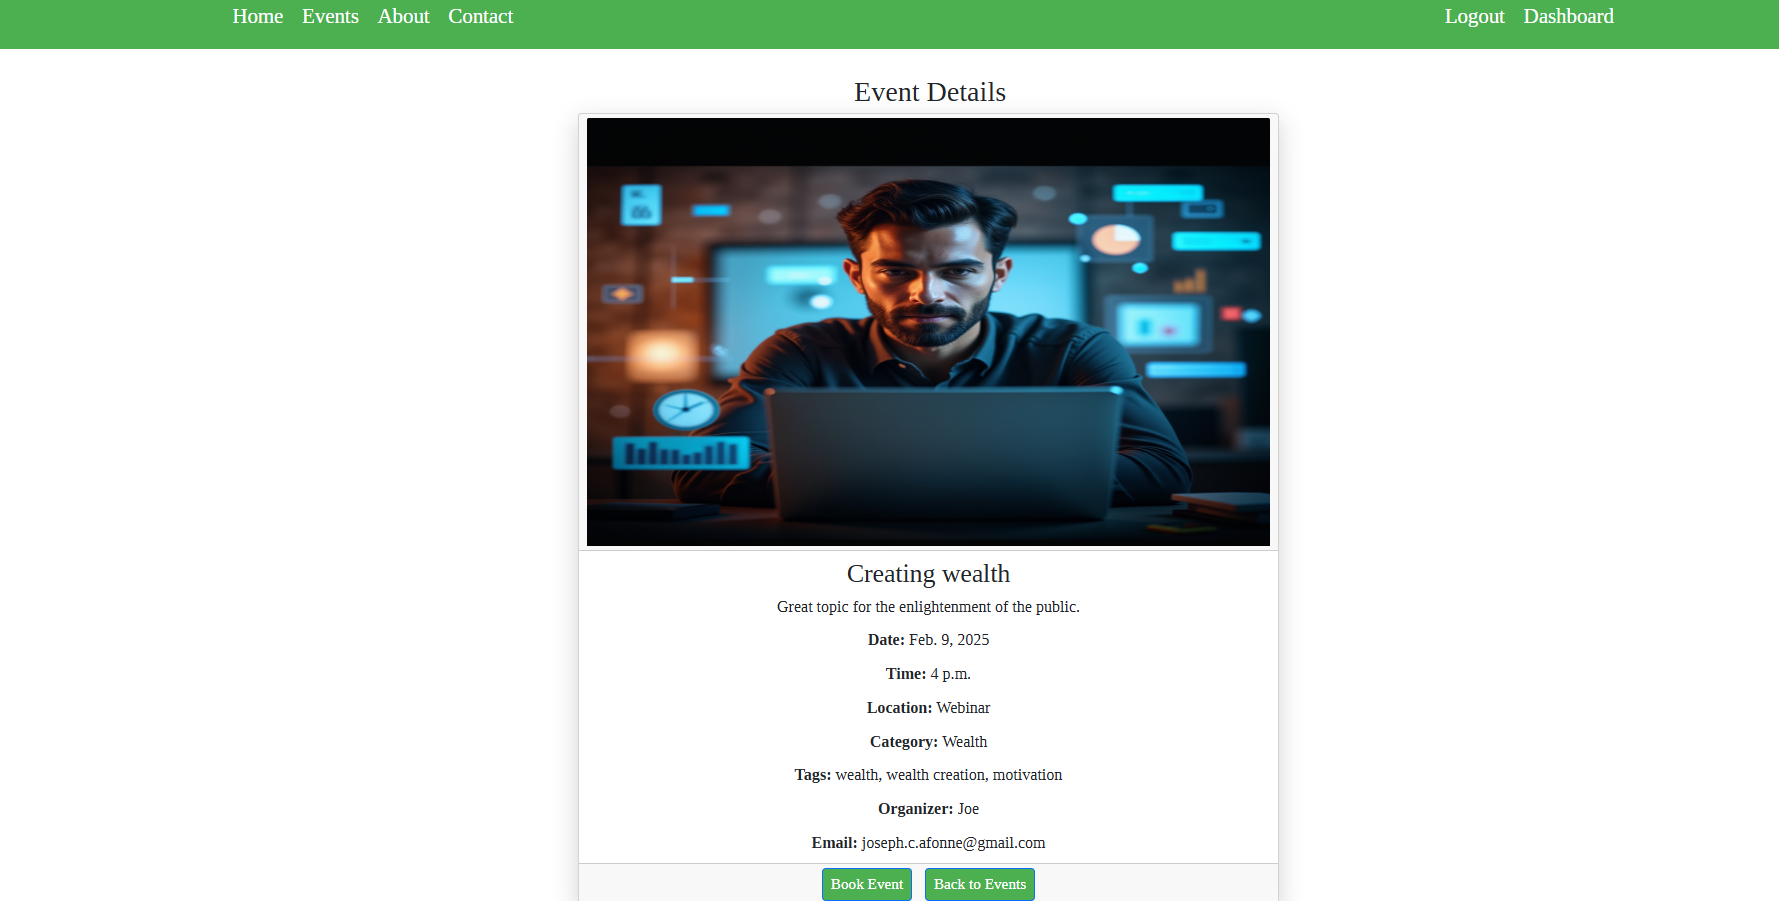 Home Events About Contact Logout Dashboard
Event Details
Creating wealth
Great topic for the enlightenment of the public.
Date: Feb. 9, 2025
Time: 4 p.m.
Location: Webinar
Category: Wealth
Tags: wealth, wealth creation, motivation
Organizer: Joe
Email: joseph.c.afonne@gmail.com
Book Event Back to Events